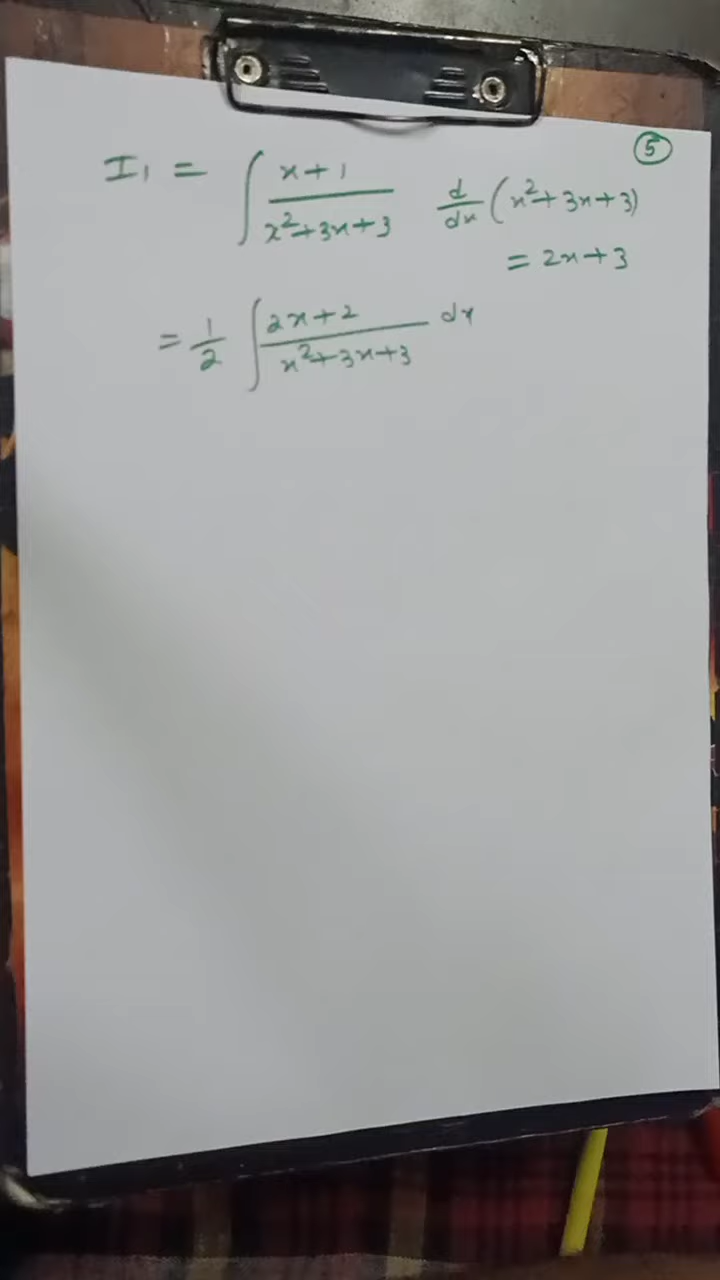 5
I₁ = ∫ x+1 / x²+3x+3   d/dx (x²+3x+3)
= 2x+3
= 1/2 ∫ 2x+2 / x²+3x+3 dx